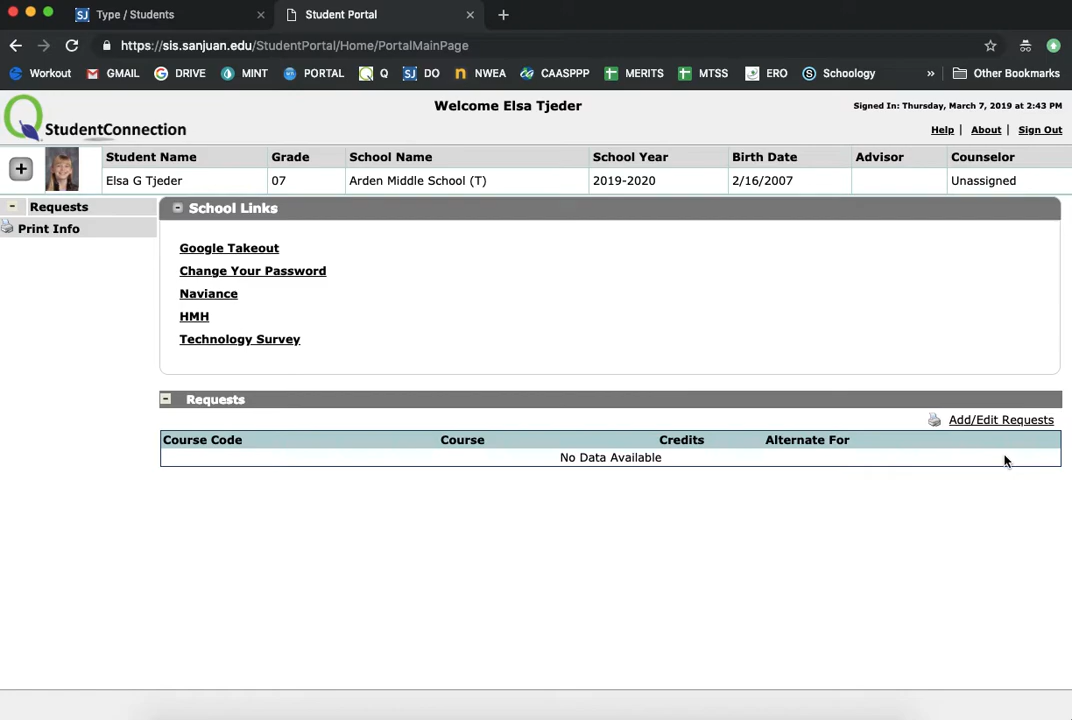 Type / Students
Student Portal
https://sis.sanjuan.edu/StudentPortal/Home/PortalMainPage
Workout GMAIL DRIVE MINT PORTAL Q DO NWEA CAASPPP MERITS MTSS ERO Schoology » Other Bookmarks
StudentConnection
Welcome Elsa Tjeder
Signed In: Thursday, March 7, 2019 at 2:43 PM
Help | About | Sign Out
Student Name Grade School Name School Year Birth Date Advisor Counselor
Elsa G Tjeder 07 Arden Middle School (T) 2019-2020 2/16/2007 Unassigned
Requests
Print Info
School Links
Google Takeout
Change Your Password
Naviance
HMH
Technology Survey
Requests
Add/Edit Requests
Course Code Course Credits Alternate For
No Data Available